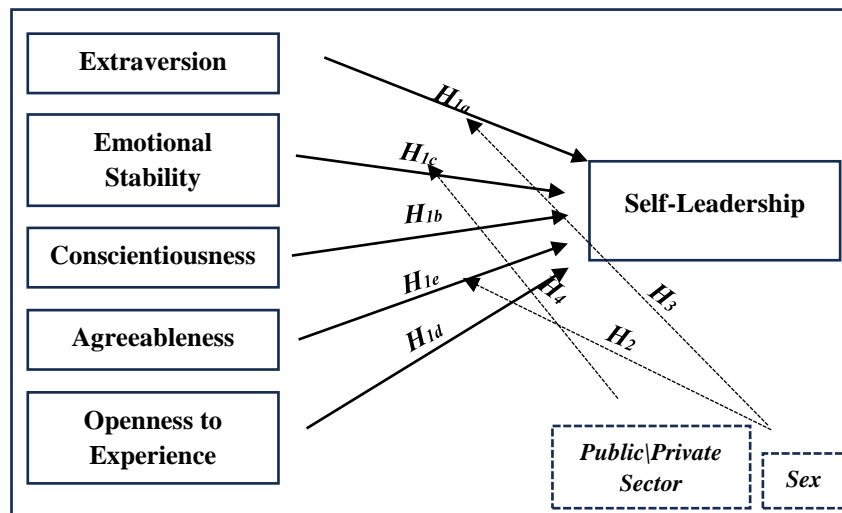 Extraversion
H1a
Emotional
Stability
H1c
Self-Leadership
H1b
Conscientiousness
H1e
H4
H3
Agreeableness
H1d
H2
Openness to
Experience
Public\Private
Sector
Sex